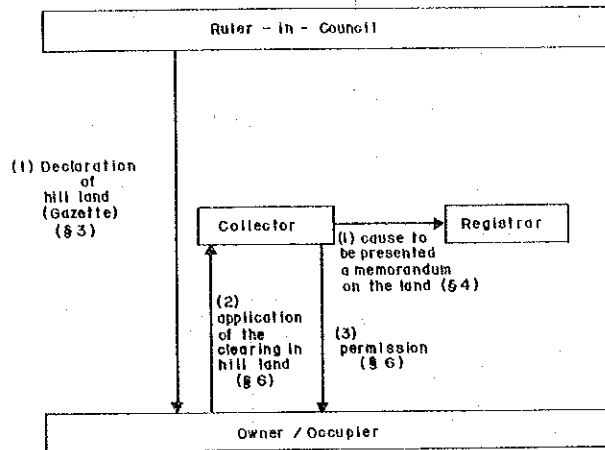 Ruler - in - Council
(1) Declaration
of
hill land
(Gazette)
(§ 3)
Collector
Registrar
(1) cause to
be presented
a memorandum
on the land (§ 4)
(2)
application
of the
clearing in
hill land
(§ 6)
(3)
permission
(§ 6)
Owner / Occupier